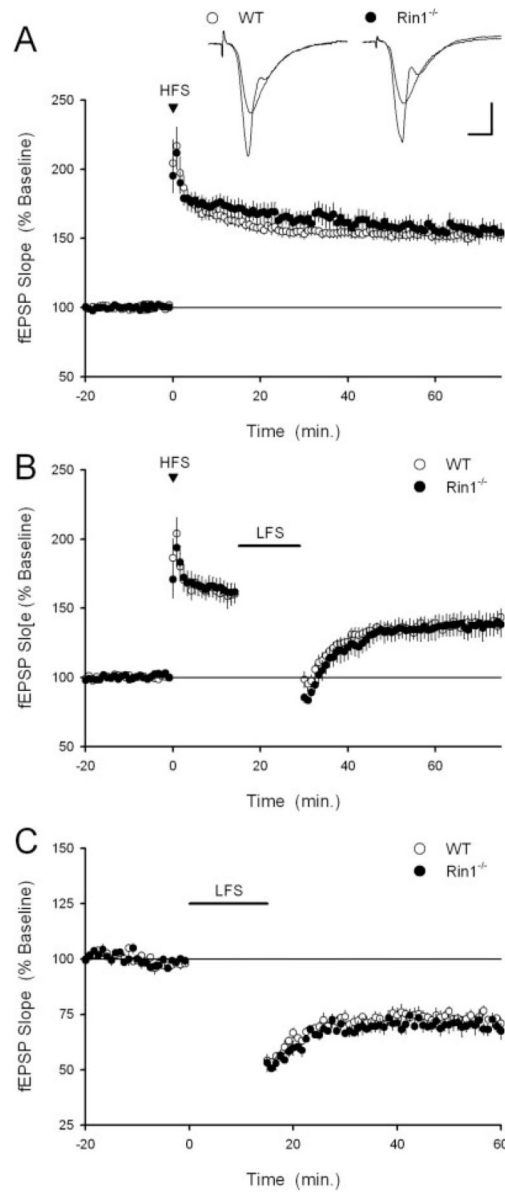 A
WT
Rin1-/-
HFS
250
200
150
100
50
fEPSP Slope (% Baseline)
-20
0
20
40
60
Time (min.)
B
HFS
WT
Rin1-/-
LFS
250
200
150
100
50
fEPSP Slo[e (% Baseline)
-20
0
20
40
60
Time (min.)
C
WT
Rin1-/-
LFS
150
125
100
75
50
25
fEPSP Slope (% Baseline)
-20
0
20
40
60
Time (min.)